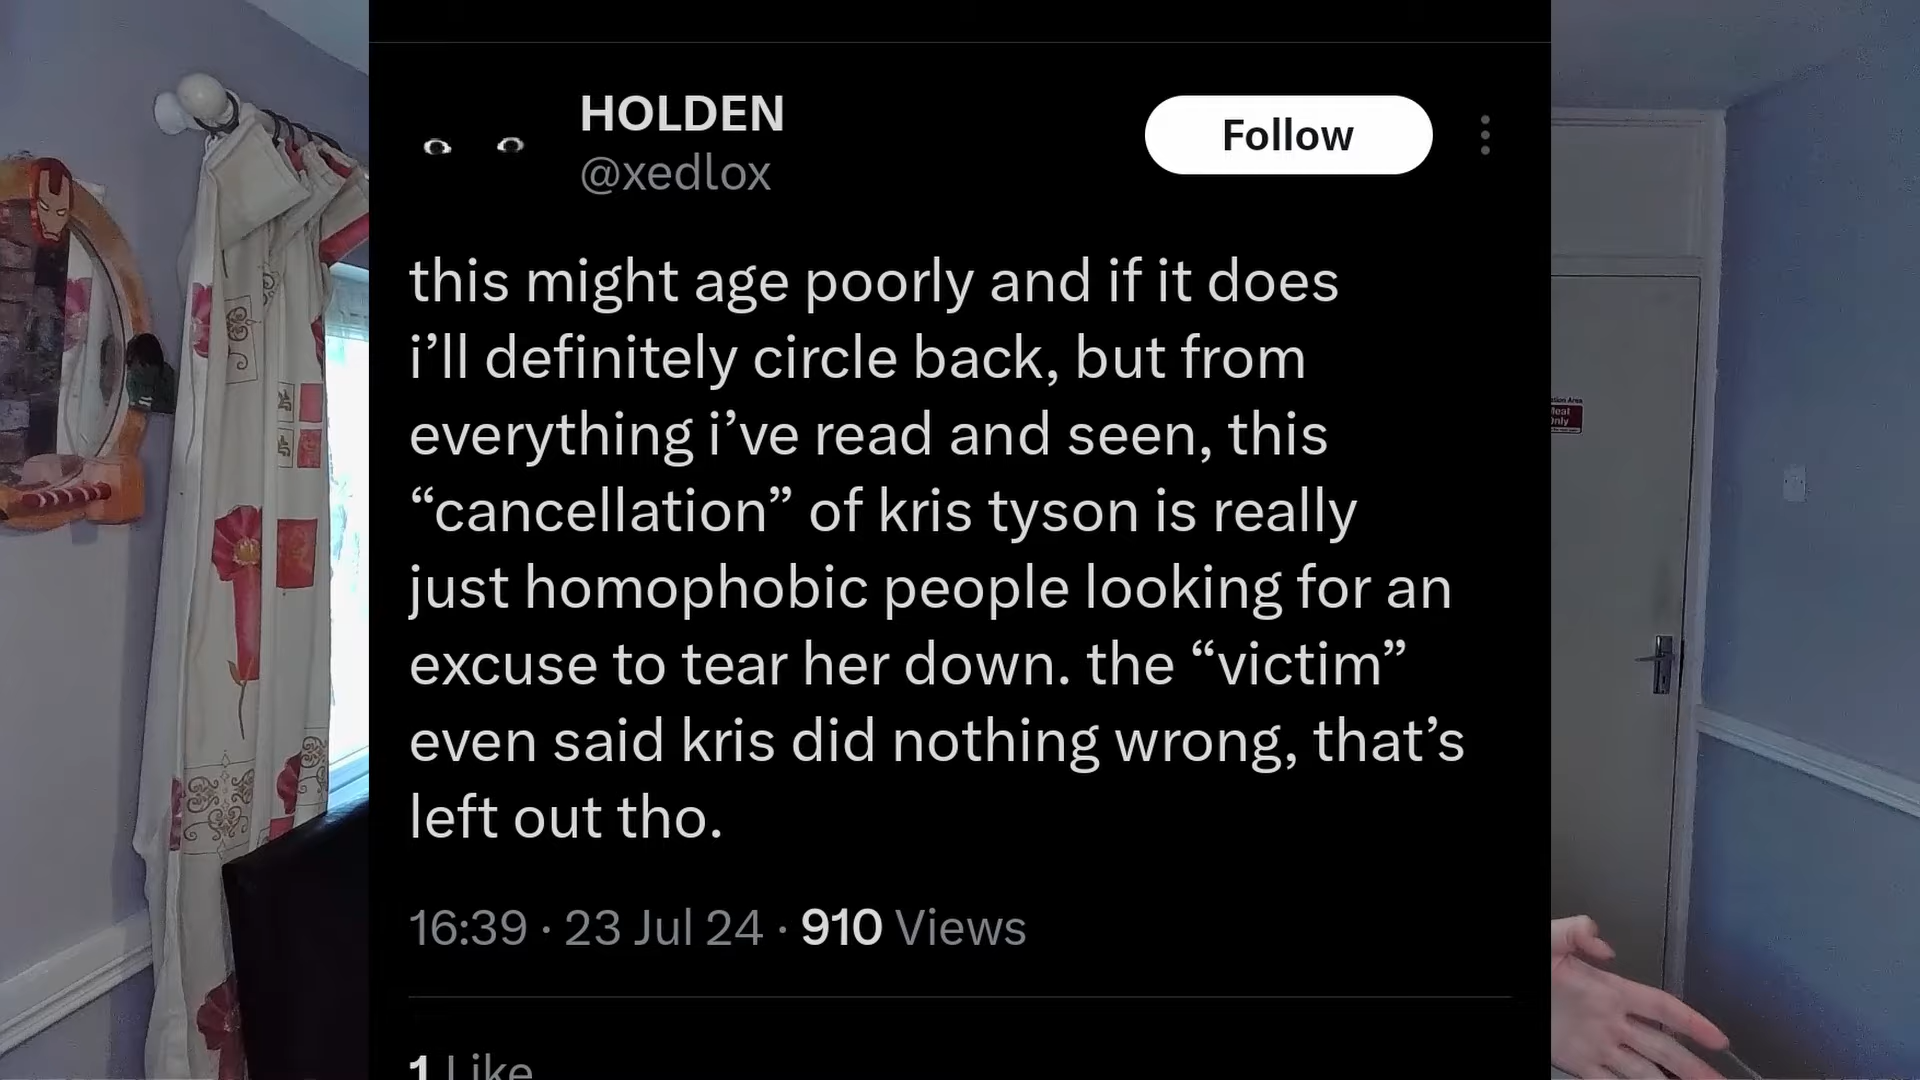 HOLDEN
@xedlox
Follow
this might age poorly and if it does
i’ll definitely circle back, but from
everything i’ve read and seen, this
“cancellation” of kris tyson is really
just homophobic people looking for an
excuse to tear her down. the “victim”
even said kris did nothing wrong, that’s
left out tho.
16:39 · 23 Jul 24 · 910 Views
1 Like